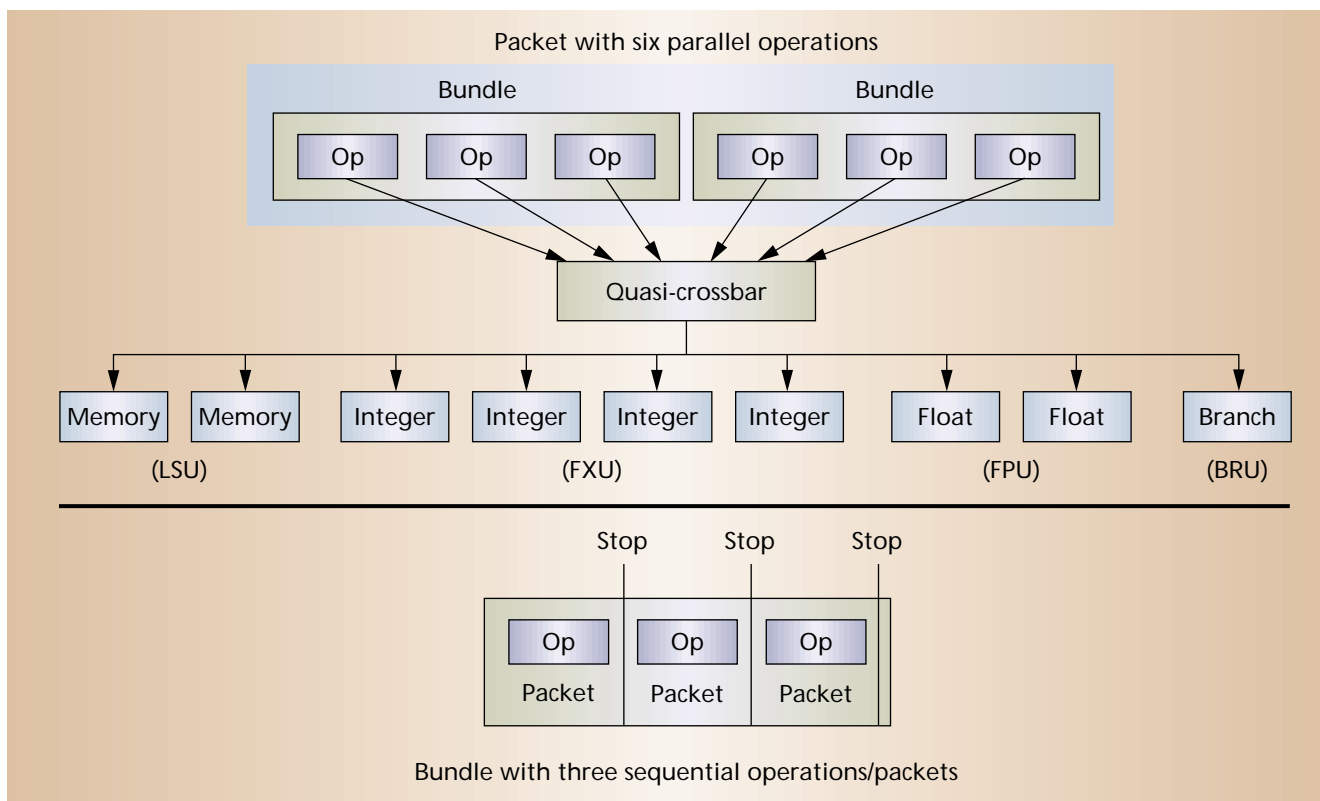 Packet with six parallel operations
Bundle Bundle
Op Op Op Op Op Op
Quasi-crossbar
Memory Memory Integer Integer Integer Integer Float Float Branch
(LSU) (FXU) (FPU) (BRU)
Stop Stop Stop
Op Op Op
Packet Packet Packet
Bundle with three sequential operations/packets